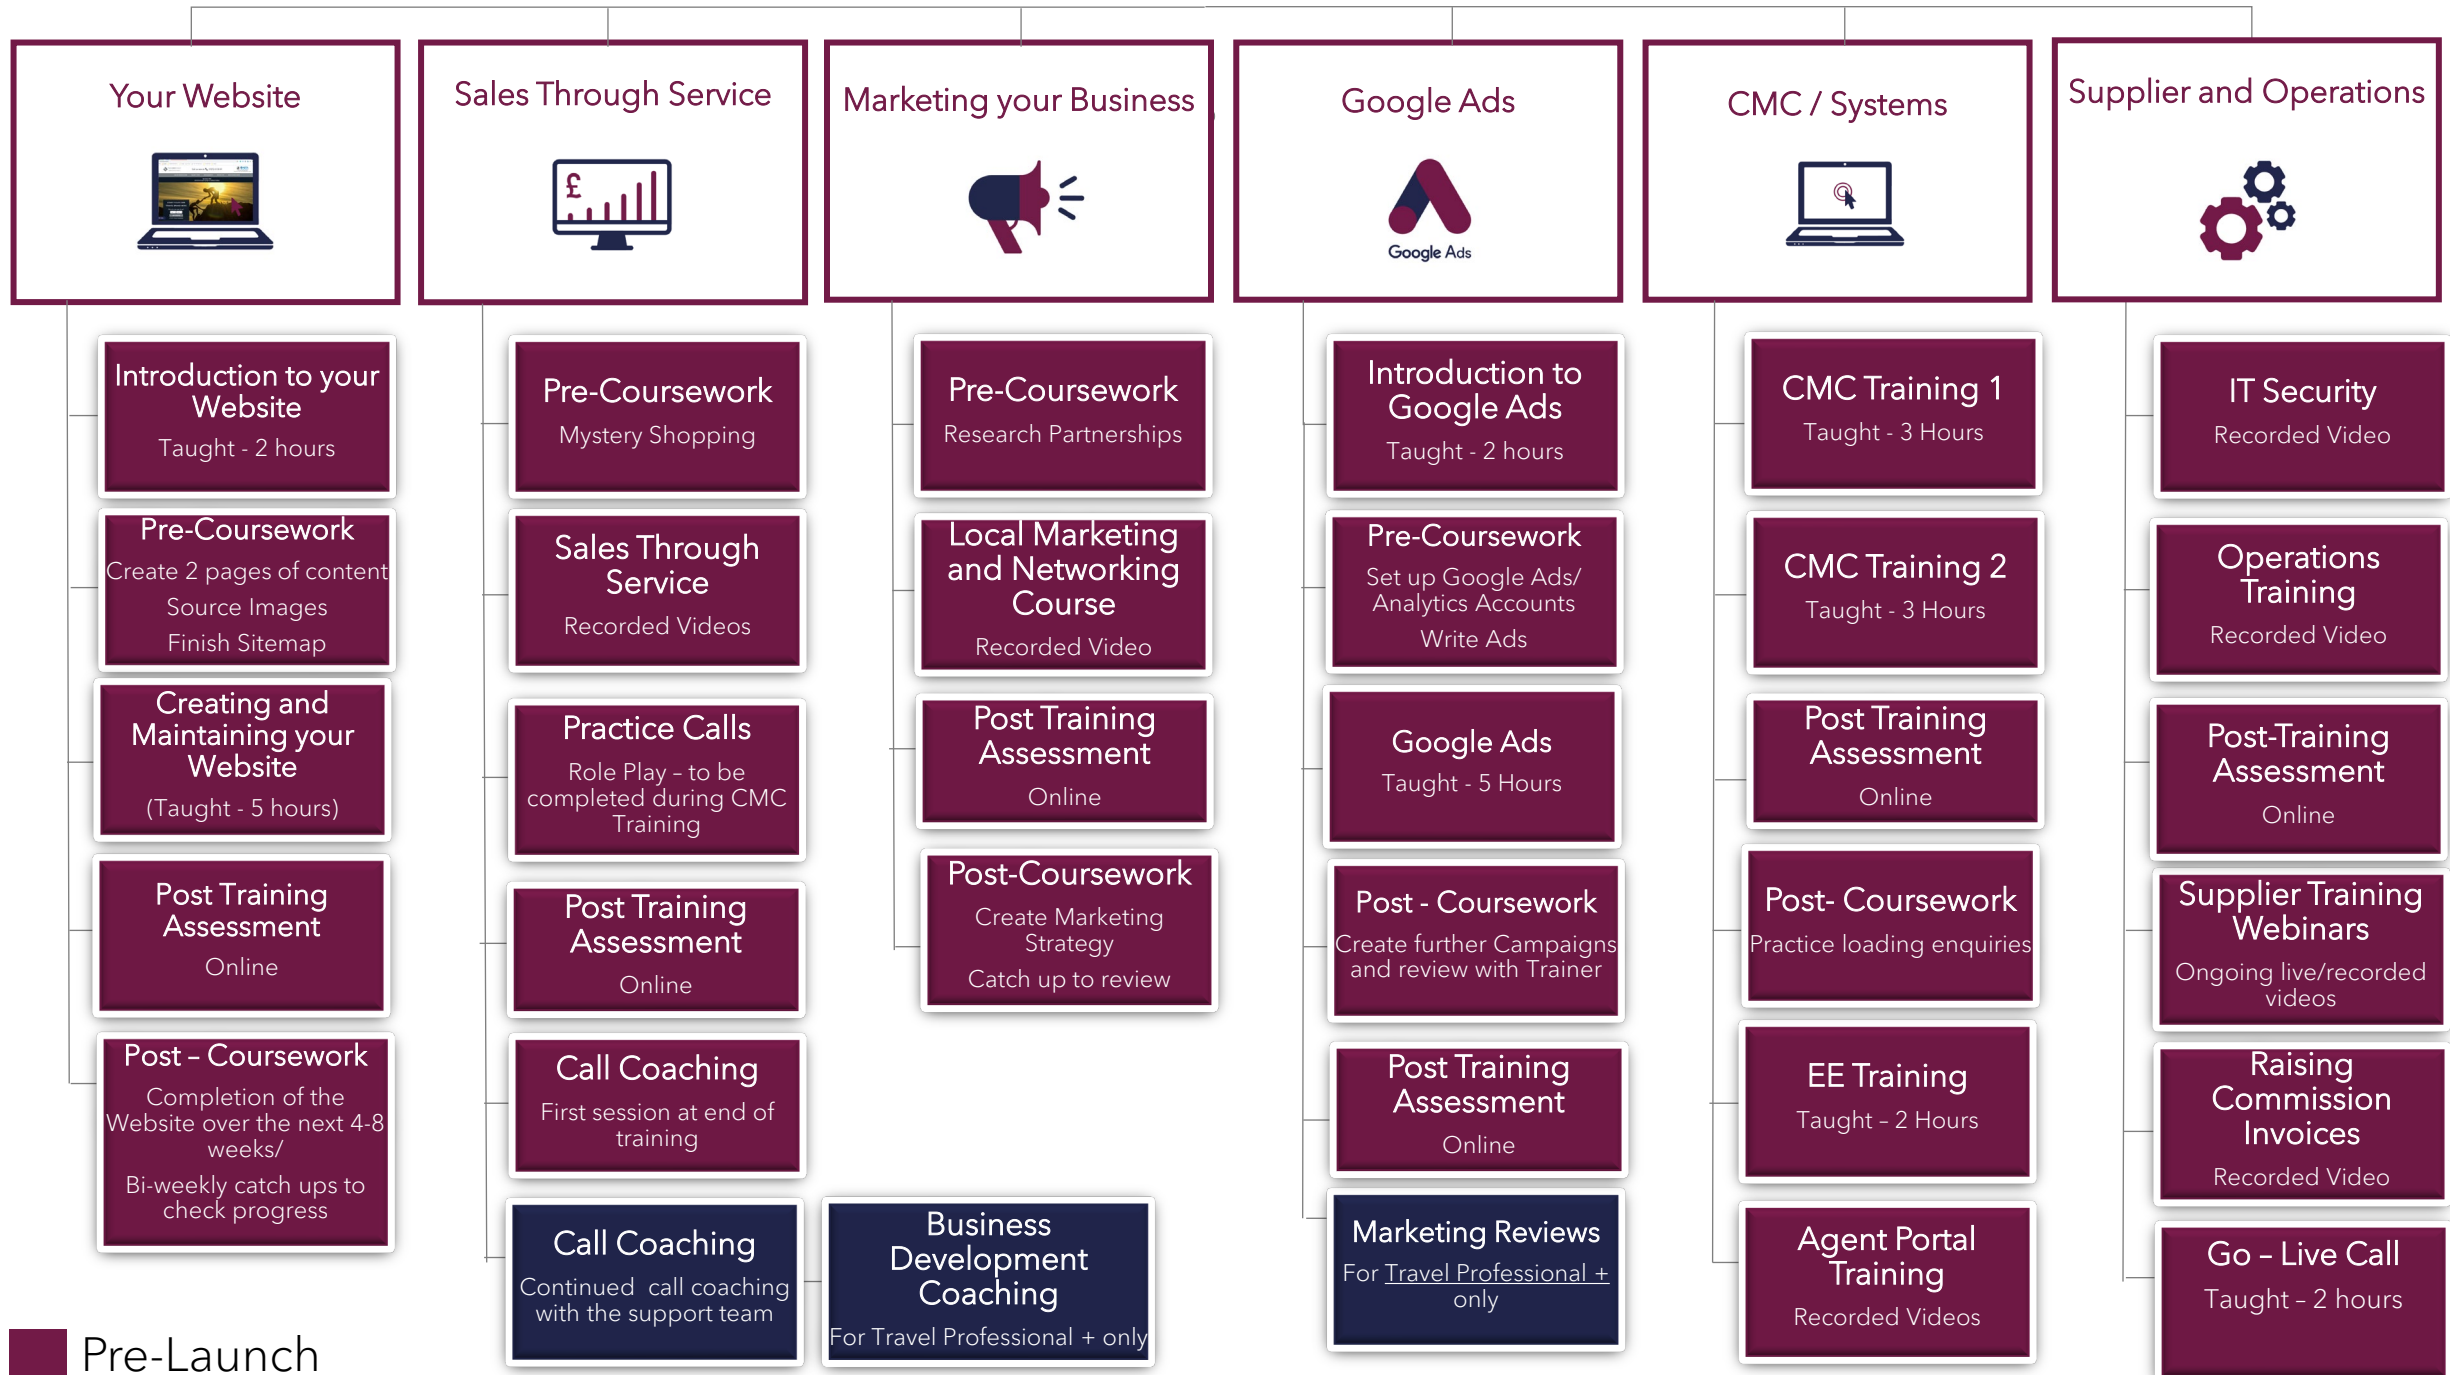 Your Website
Introduction to your
Website
Taught - 2 hours
Pre-Coursework
Create 2 pages of content
Source Images
Finish Sitemap
Creating and
Maintaining your
Website
(Taught - 5 hours)
Post Training
Assessment
Online
Post – Coursework
Completion of the
Website over the next 4-8
weeks/
Bi-weekly catch ups to
check progress
Sales Through Service
£
Pre-Coursework
Mystery Shopping
Sales Through
Service
Recorded Videos
Practice Calls
Role Play – to be
completed during CMC
Training
Post Training
Assessment
Online
Call Coaching
First session at end of
training
Call Coaching
Continued  call coaching
with the support team
Business
Development
Coaching
For Travel Professional + only
Marketing your Business
Pre-Coursework
Research Partnerships
Local Marketing
and Networking
Course
Recorded Video
Post Training
Assessment
Online
Post-Coursework
Create Marketing
Strategy
Catch up to review
Google Ads
Google Ads
Introduction to
Google Ads
Taught - 2 hours
Pre-Coursework
Set up Google Ads/
Analytics Accounts
Write Ads
Google Ads
Taught - 5 Hours
Post - Coursework
Create further Campaigns
and review with Trainer
Post Training
Assessment
Online
Marketing Reviews
For Travel Professional +
only
CMC / Systems
CMC Training 1
Taught - 3 Hours
CMC Training 2
Taught - 3 Hours
Post Training
Assessment
Online
Post- Coursework
Practice loading enquiries
EE Training
Taught – 2 Hours
Agent Portal
Training
Recorded Videos
Supplier and Operations
IT Security
Recorded Video
Operations
Training
Recorded Video
Post-Training
Assessment
Online
Supplier Training
Webinars
Ongoing live/recorded
videos
Raising
Commission
Invoices
Recorded Video
Go – Live Call
Taught – 2 hours
Pre-Launch